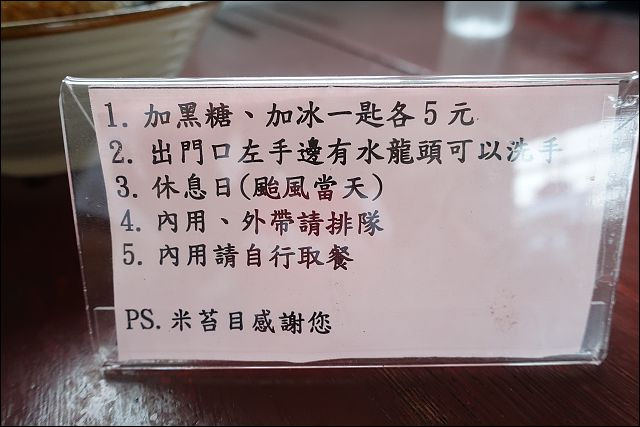 1. 加黑糖、加冰一匙各5元
2. 出門口左手邊有水龍頭可以洗手
3. 休息日(颱風當天)
4. 內用、外帶請排隊
5. 內用請自行取餐
PS. 米苔目感謝您